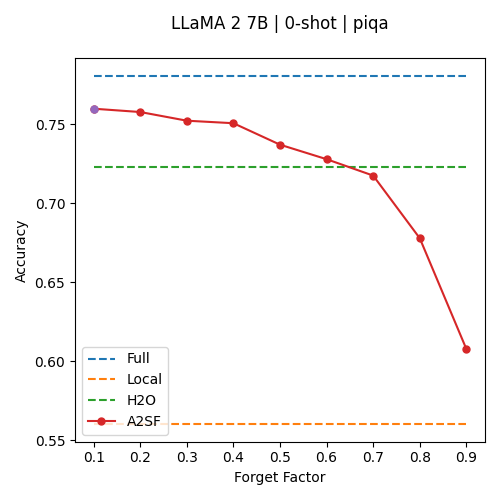 LLaMA 2 7B | 0-shot | piqa
Accuracy
0.75
0.70
0.65
0.60
0.55
Full
Local
H2O
A2SF
0.1 0.2 0.3 0.4 0.5 0.6 0.7 0.8 0.9
Forget Factor